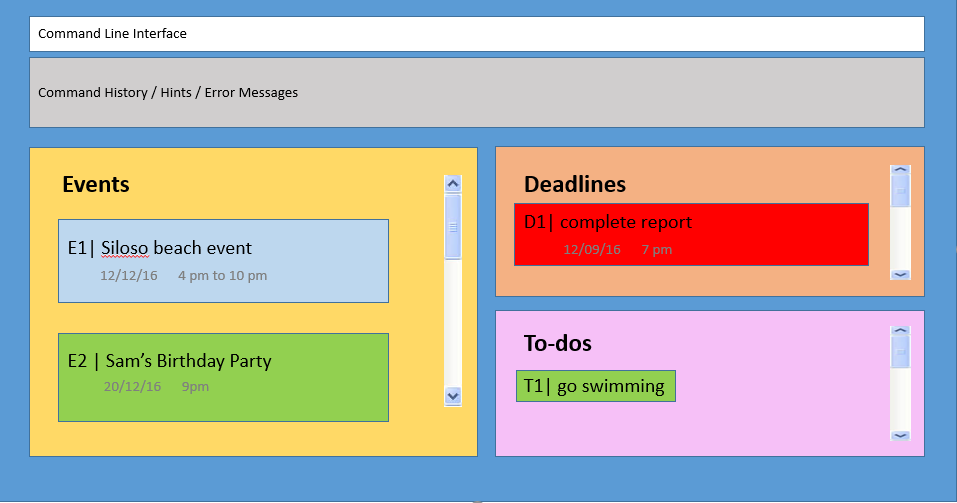 Command Line Interface
Command History / Hints / Error Messages
Events
E1| Siloso beach event
12/12/16 4 pm to 10 pm
E2 | Sam’s Birthday Party
20/12/16 9pm
Deadlines
D1| complete report
12/09/16 7 pm
To-dos
T1| go swimming